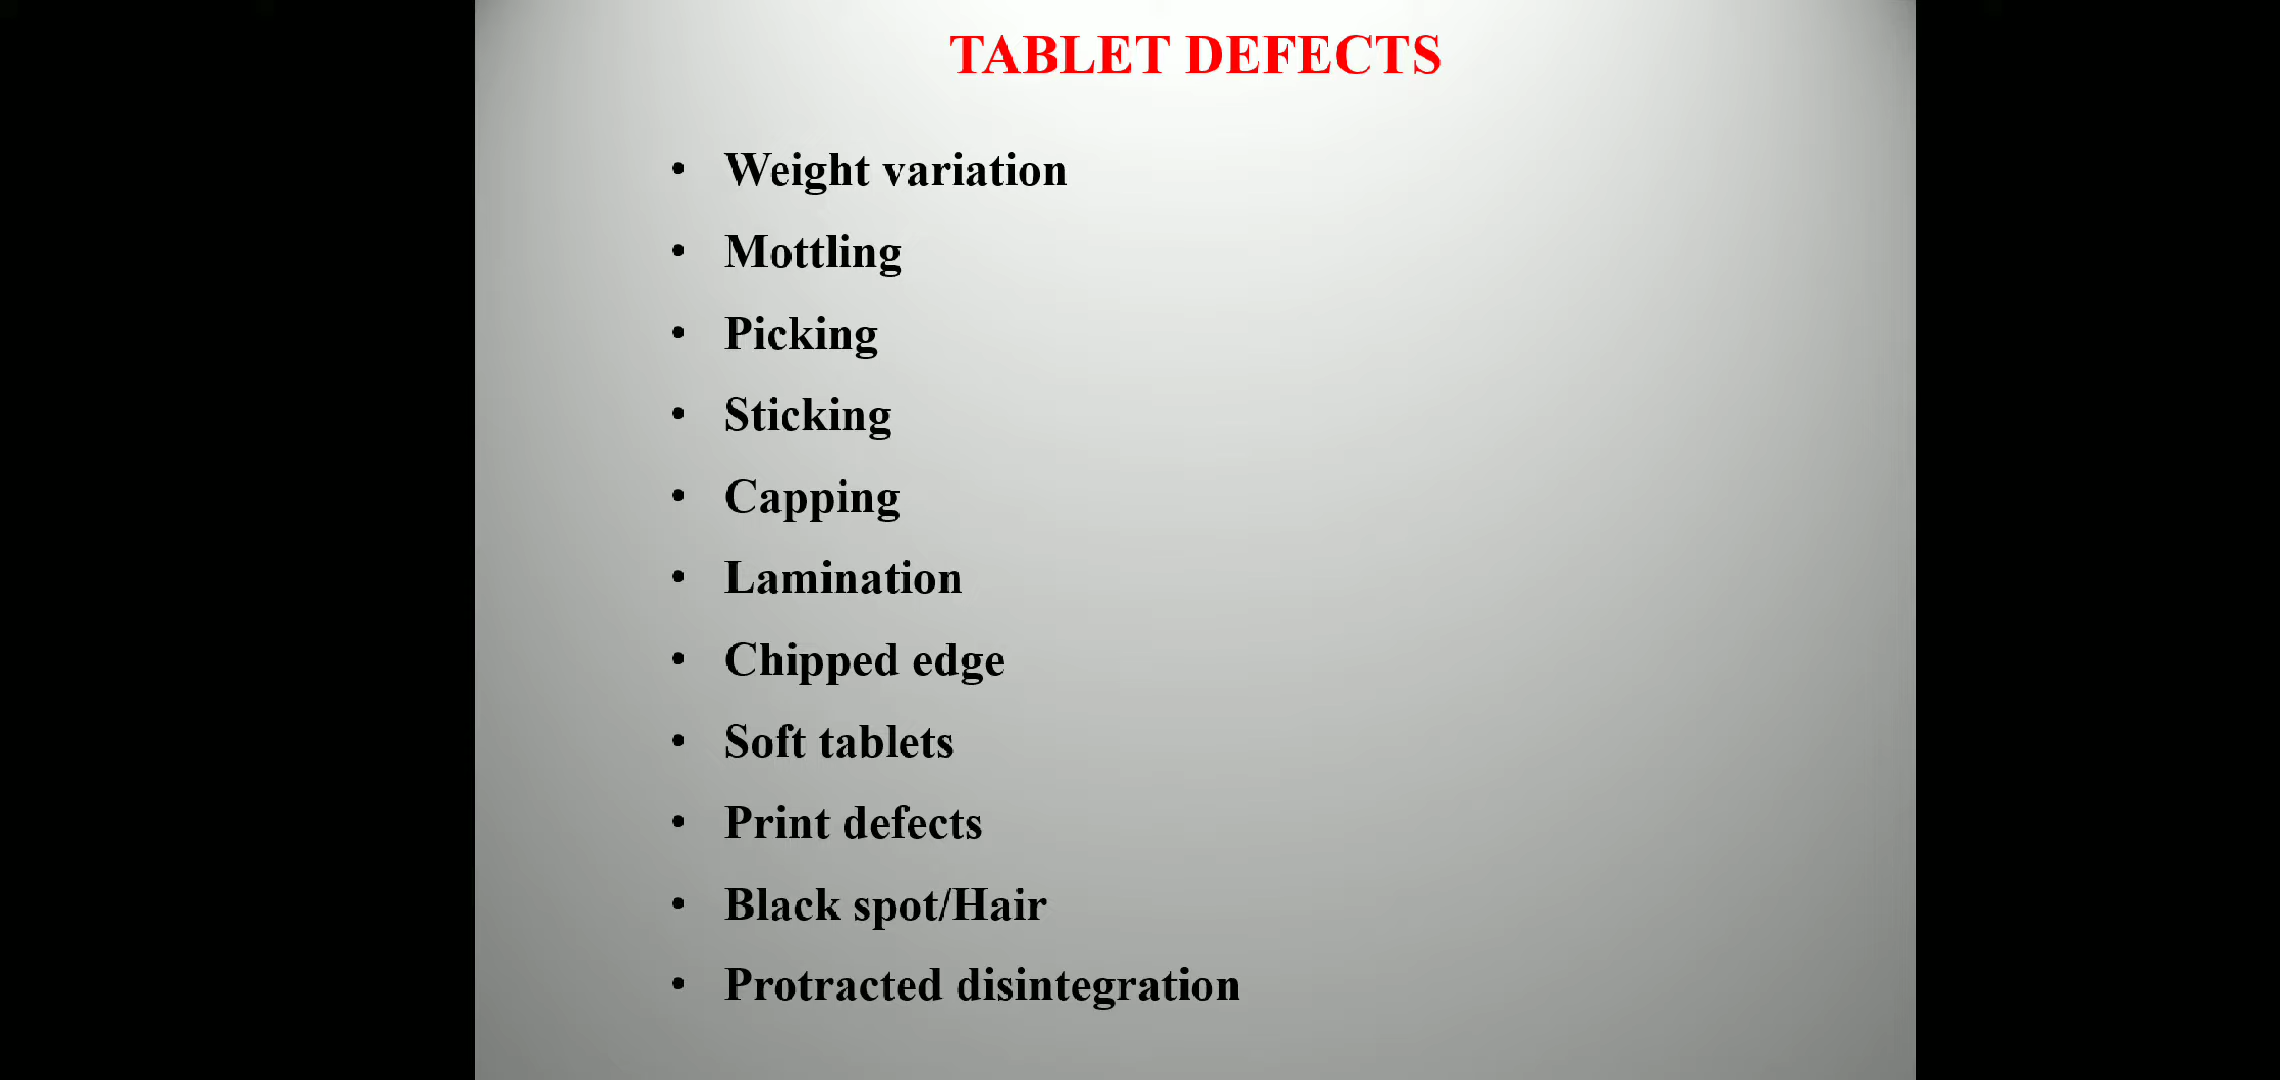 TABLET DEFECTS
• Weight variation
• Mottling
• Picking
• Sticking
• Capping
• Lamination
• Chipped edge
• Soft tablets
• Print defects
• Black spot/Hair
• Protracted disintegration